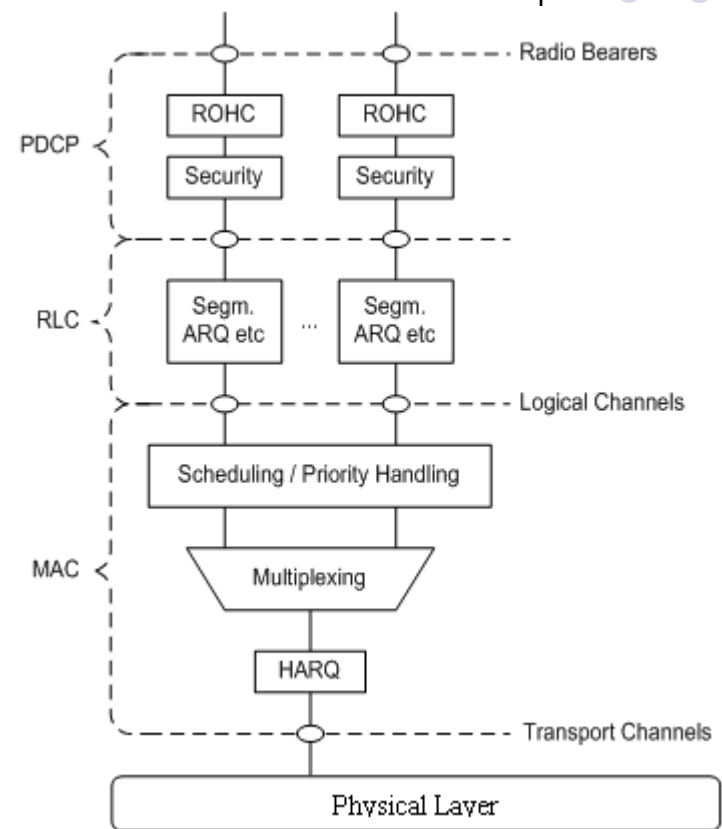 Radio Bearers
ROHC
ROHC
PDCP
Security
Security
Segm.
ARQ etc
...
Segm.
ARQ etc
RLC
Logical Channels
Scheduling / Priority Handling
Multiplexing
MAC
HARQ
Transport Channels
Physical Layer